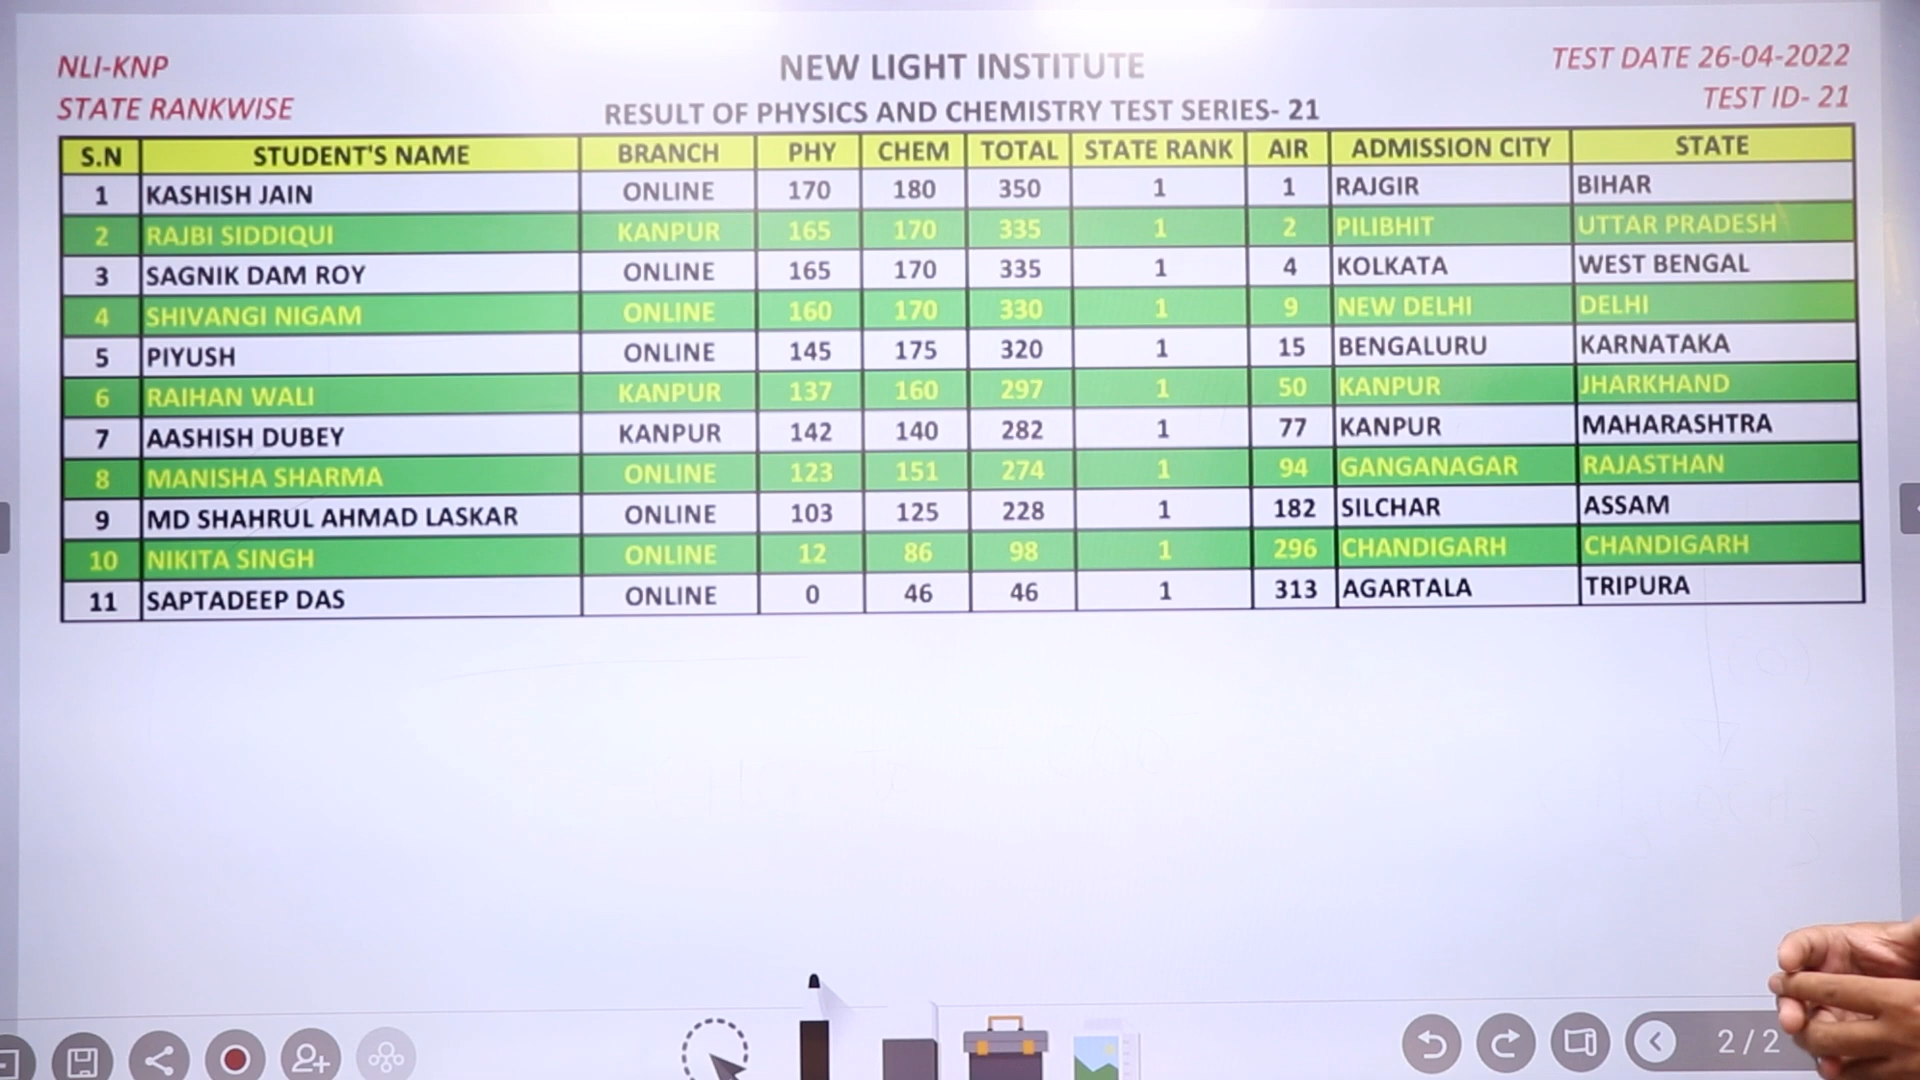 NLI-KNP
STATE RANKWISE
NEW LIGHT INSTITUTE
RESULT OF PHYSICS AND CHEMISTRY TEST SERIES- 21
TEST DATE 26-04-2022
TEST ID- 21
S.N STUDENT'S NAME BRANCH PHY CHEM TOTAL STATE RANK AIR ADMISSION CITY STATE
1 KASHISH JAIN ONLINE 170 180 350 1 1 RAJGIR BIHAR
2 RAJBI SIDDIQUI KANPUR 165 170 335 1 2 PILIBHIT UTTAR PRADESH
3 SAGNIK DAM ROY ONLINE 165 170 335 1 4 KOLKATA WEST BENGAL
4 SHIVANGI NIGAM ONLINE 160 170 330 1 9 NEW DELHI DELHI
5 PIYUSH ONLINE 145 175 320 1 15 BENGALURU KARNATAKA
6 RAIHAN WALI KANPUR 137 160 297 1 50 KANPUR JHARKHAND
7 AASHISH DUBEY KANPUR 142 140 282 1 77 KANPUR MAHARASHTRA
8 MANISHA SHARMA ONLINE 123 151 274 1 94 GANGANAGAR RAJASTHAN
9 MD SHAHRUL AHMAD LASKAR ONLINE 103 125 228 1 182 SILCHAR ASSAM
10 NIKITA SINGH ONLINE 12 86 98 1 296 CHANDIGARH CHANDIGARH
11 SAPTADEEP DAS ONLINE 0 46 46 1 313 AGARTALA TRIPURA
2 / 2